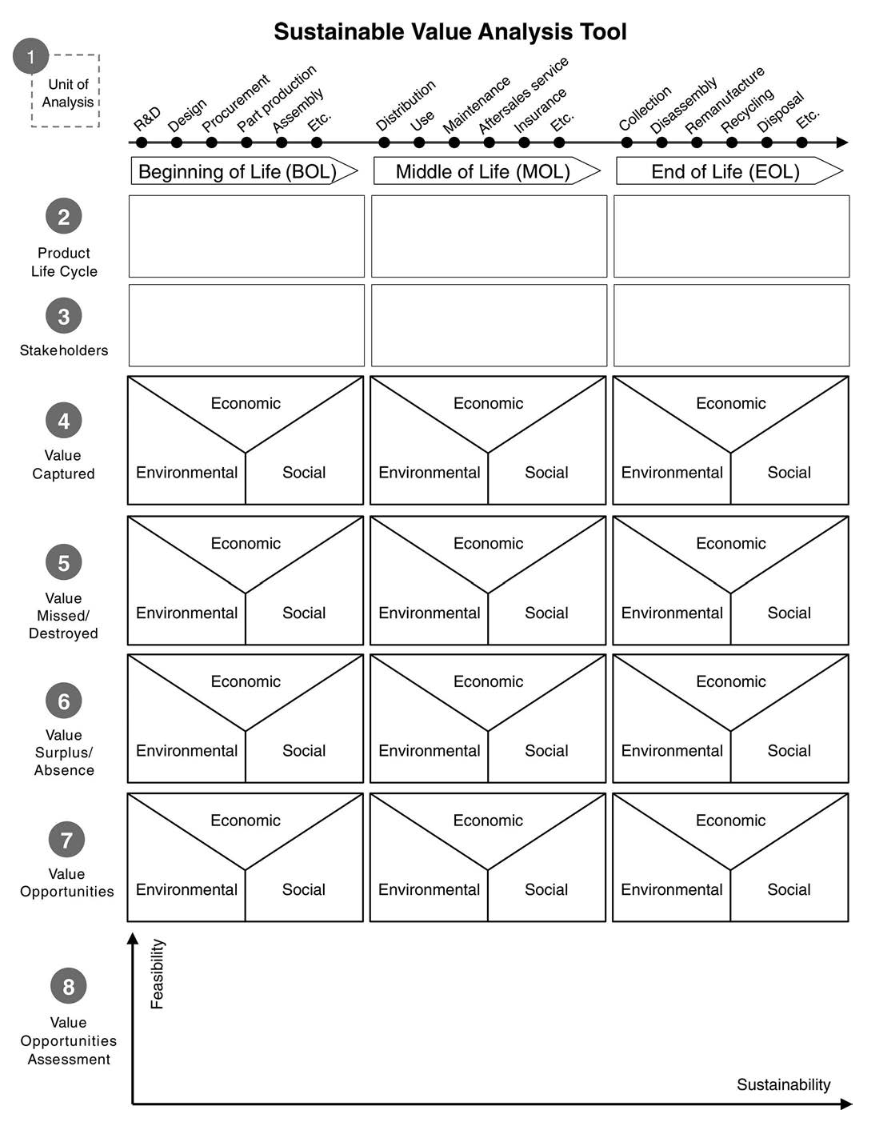 Sustainable Value Analysis Tool
1
Unit of
Analysis
R&D
Design
Procurement
Part production
Assembly
Etc.
Distribution
Use
Maintenance
Aftersales service
Insurance
Etc.
Collection
Disassembly
Remanufacture
Recycling
Disposal
Etc.
Beginning of Life (BOL)
Middle of Life (MOL)
End of Life (EOL)
2
Product
Life Cycle
3
Stakeholders
4
Value
Captured
Economic
Environmental
Social
Economic
Environmental
Social
Economic
Environmental
Social
5
Value
Missed/
Destroyed
Economic
Environmental
Social
Economic
Environmental
Social
Economic
Environmental
Social
6
Value
Surplus/
Absence
Economic
Environmental
Social
Economic
Environmental
Social
Economic
Environmental
Social
7
Value
Opportunities
Economic
Environmental
Social
Economic
Environmental
Social
Economic
Environmental
Social
8
Value
Opportunities
Assessment
Feasibility
Sustainability